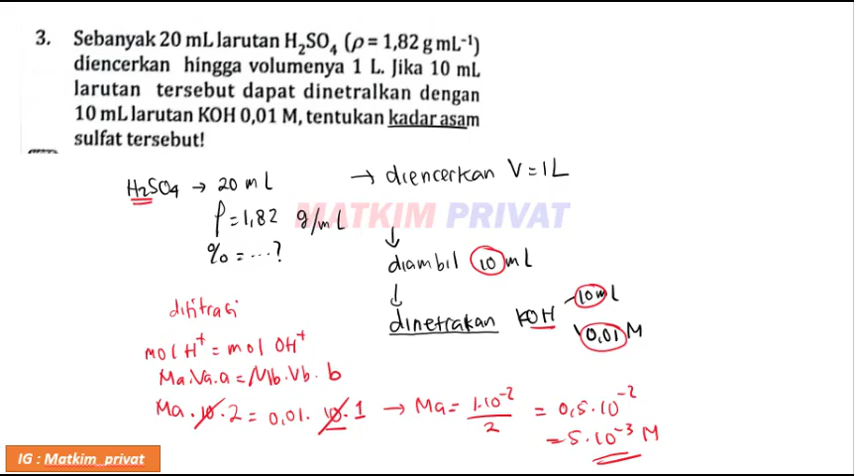 3. Sebanyak 20 mL larutan H₂SO₄ (ρ = 1,82 g mL⁻¹)
diencerkan hingga volumenya 1 L. Jika 10 mL
larutan tersebut dapat dinetralkan dengan
10 mL larutan KOH 0,01 M, tentukan kadar asam
sulfat tersebut!
H₂SO₄ → 20 mL
ρ = 1,82 g/mL
% = ...?
→ diencerkan V = 1L
MATKIM PRIVAT
↓
diambil 10 mL
↓
dinetrakan KOH
10 mL
0,01 M
dititrasi
mol H⁺ = mol OH⁺
Ma.Va.a = Mb.Vb.b
Ma.10.2 = 0,01.10.1 → Ma = 1.10⁻²/2 = 0,5.10⁻²
= 5.10⁻³ M
IG : Matkim_privat